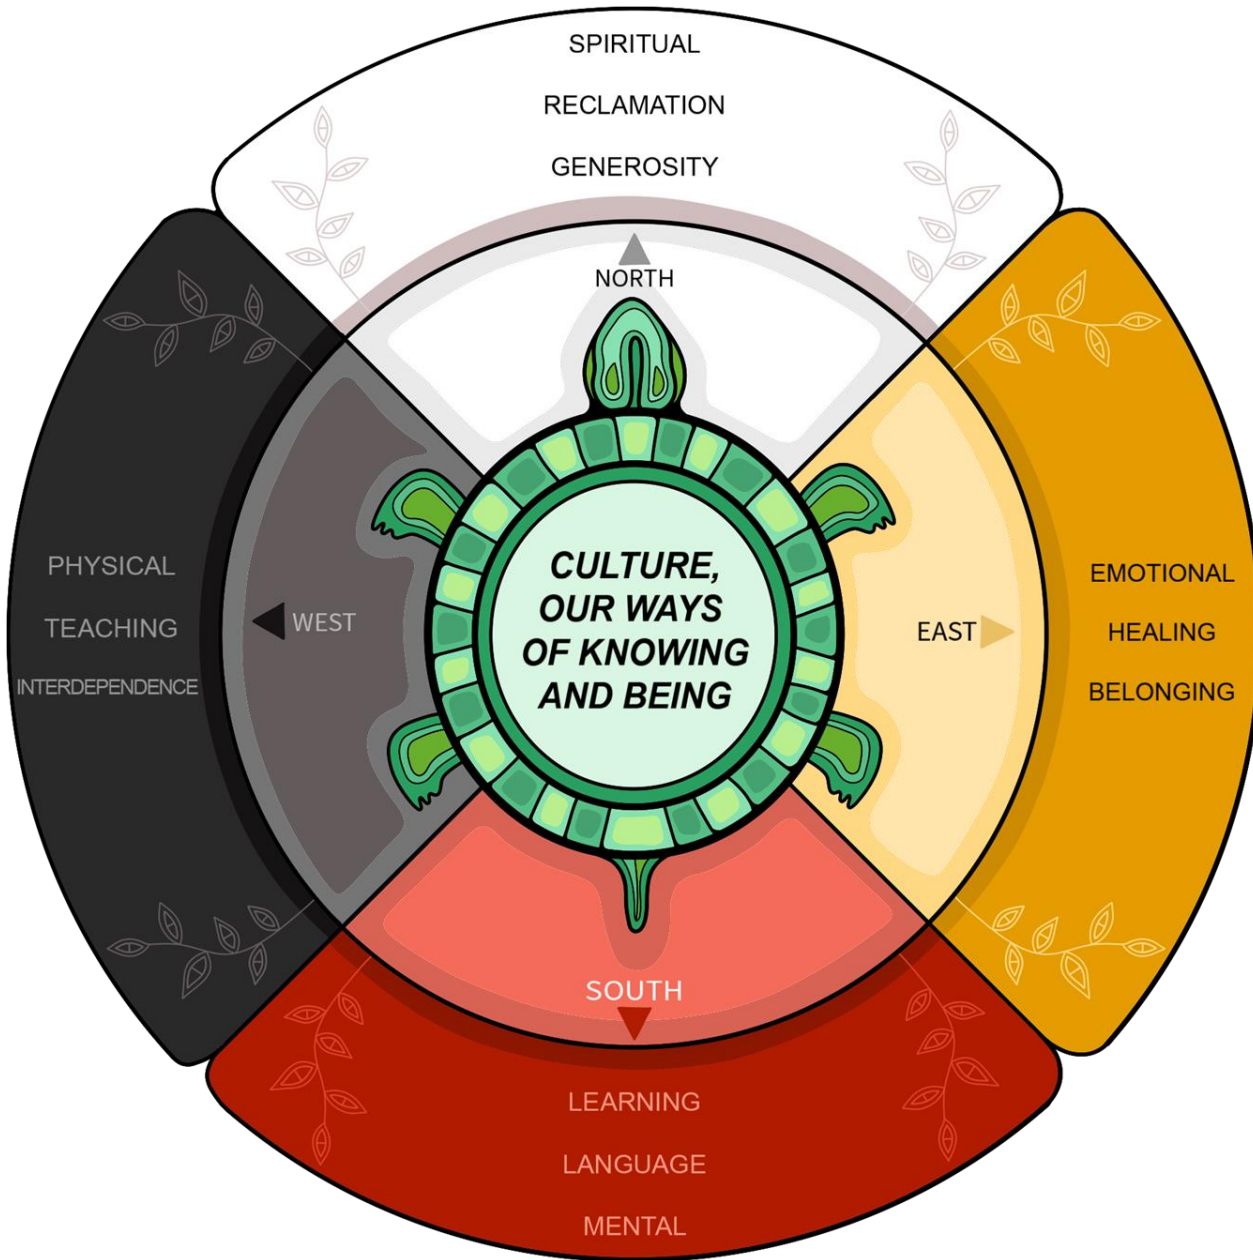 SPIRITUAL
RECLAMATION
GENEROSITY
NORTH
PHYSICAL
TEACHING
INTERDEPENDENCE
WEST
CULTURE,
OUR WAYS
OF KNOWING
AND BEING
EAST
EMOTIONAL
HEALING
BELONGING
SOUTH
LEARNING
LANGUAGE
MENTAL